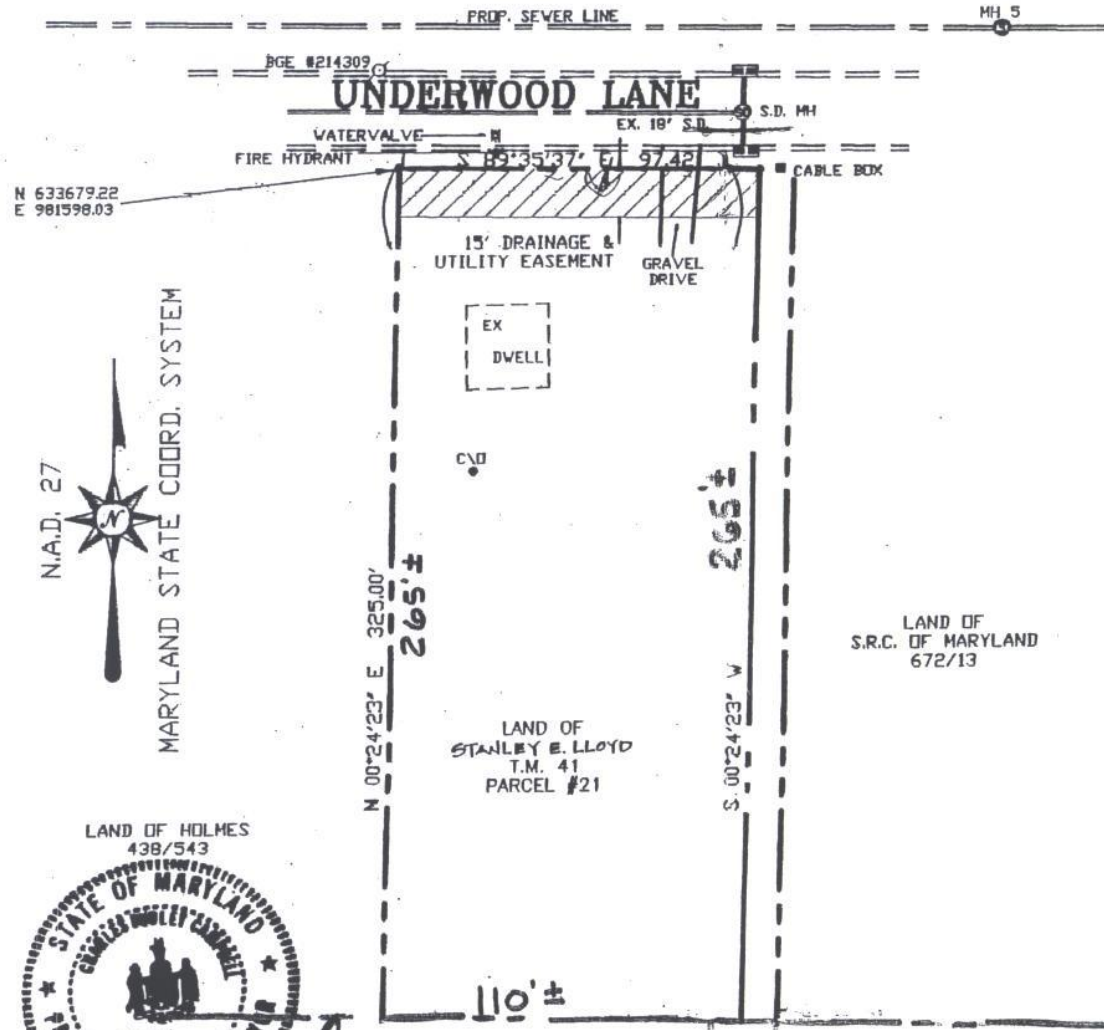 PROP. SEWER LINE
MH 5
BGE #214309
UNDERWOOD LANE
S.D. MH
EX. 18' S.D.
WATERVALVE
FIRE HYDRANT
S 89°35'37" E 97.42
CABLE BOX
N 633679.22
E 981598.03
15' DRAINAGE &
UTILITY EASEMENT
GRAVEL
DRIVE
EX
DWELL
C\O
N.A.D. 27
MARYLAND STATE COORD. SYSTEM
N
N 00°24'23" E 325.00'
265'±
265'±
S 00°24'23" W
LAND OF
S.R.C. OF MARYLAND
672/13
LAND OF
STANLEY E. LLOYD
T.M. 41
PARCEL #21
LAND OF HOLMES
438/543
STATE OF MARYLAND
CHARLES CAMPBELL
110'±